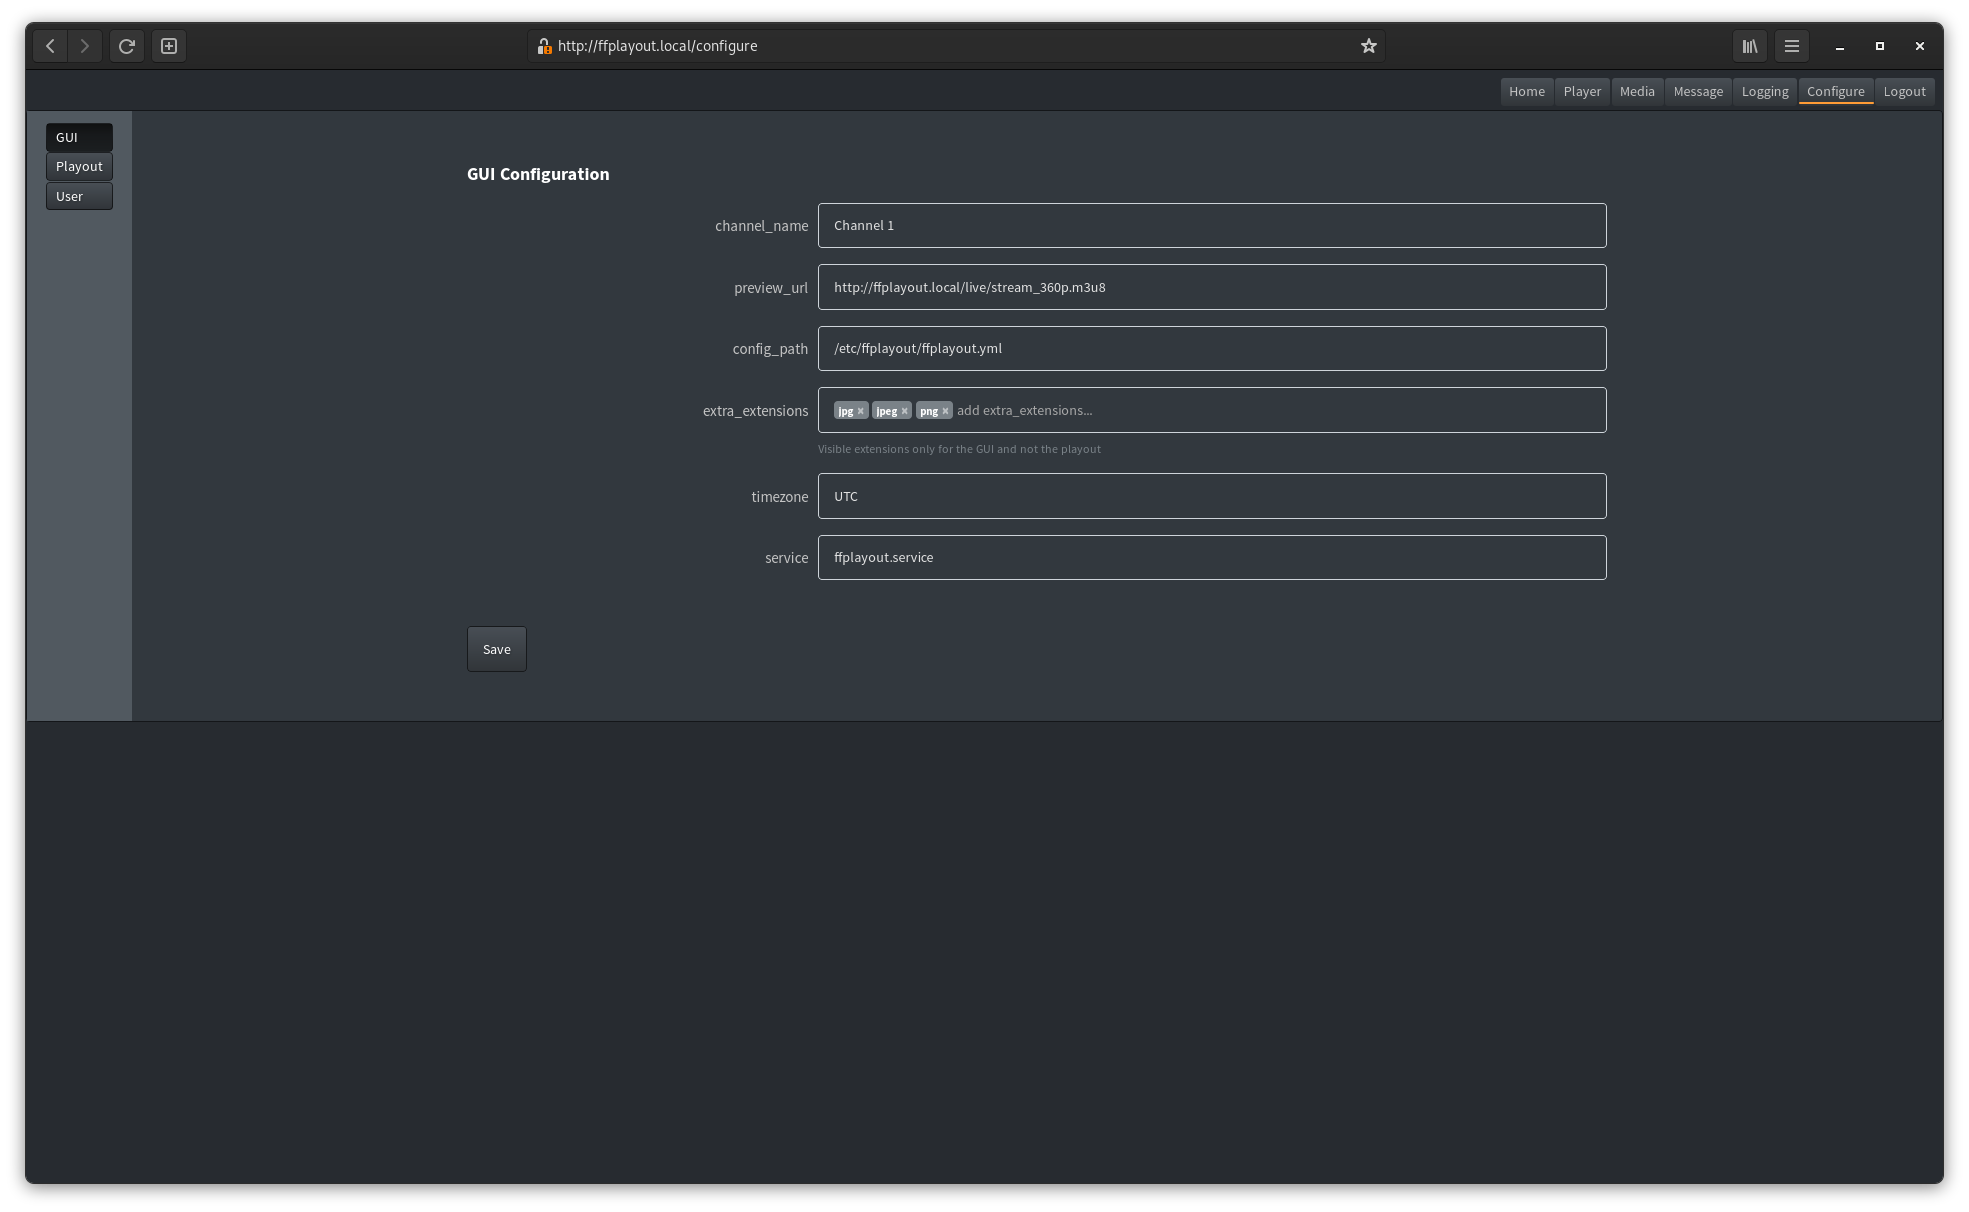 http://ffplayout.local/configure
Home Player Media Message Logging Configure Logout
GUI
Playout
User
GUI Configuration
channel_name Channel 1
preview_url http://ffplayout.local/live/stream_360p.m3u8
config_path /etc/ffplayout/ffplayout.yml
extra_extensions jpg × jpeg × png × add extra_extensions...
Visible extensions only for the GUI and not the playout
timezone UTC
service ffplayout.service
Save